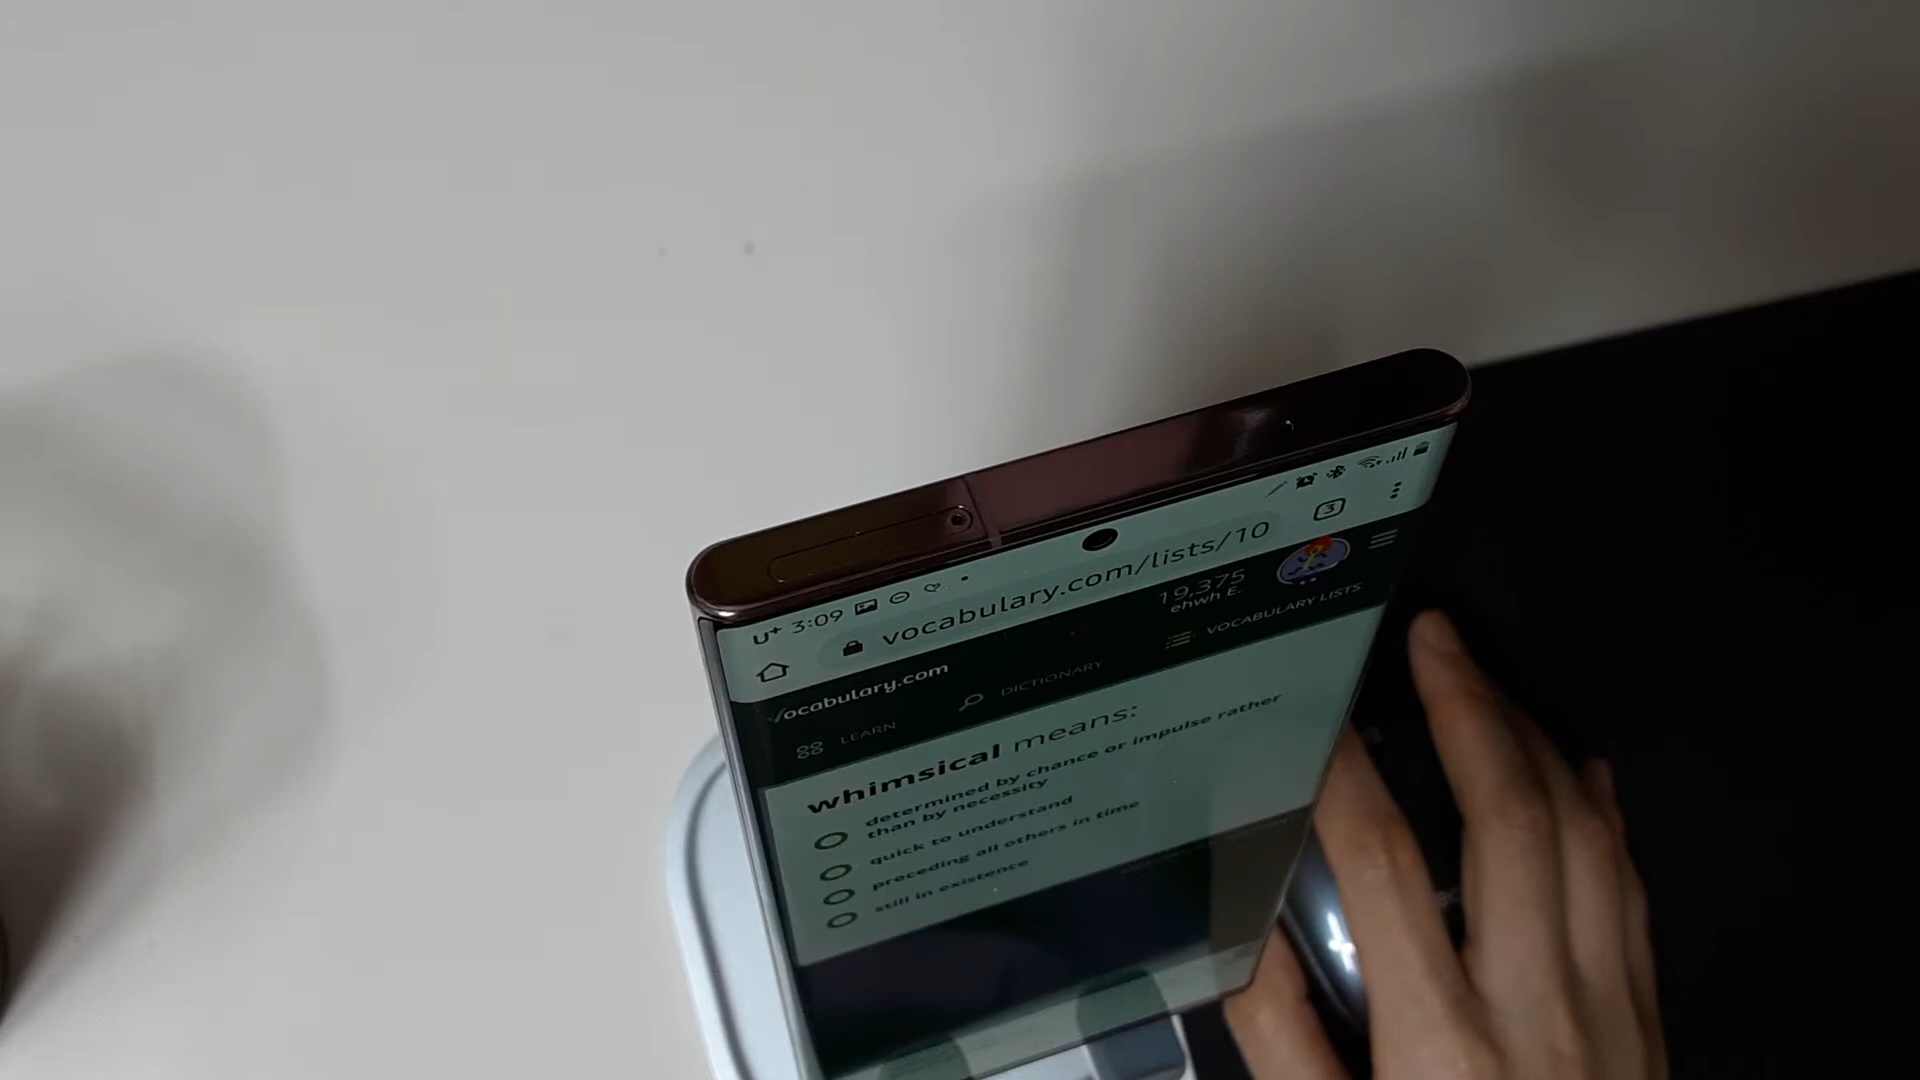 U+ 3:09
vocabulary.com/lists/10
3
19,375
ehwh E.
vocabulary.com
LEARN
DICTIONARY
VOCABULARY LISTS
whimsical means:
determined by chance or impulse rather
than by necessity
quick to understand
preceding all others in time
still in existence